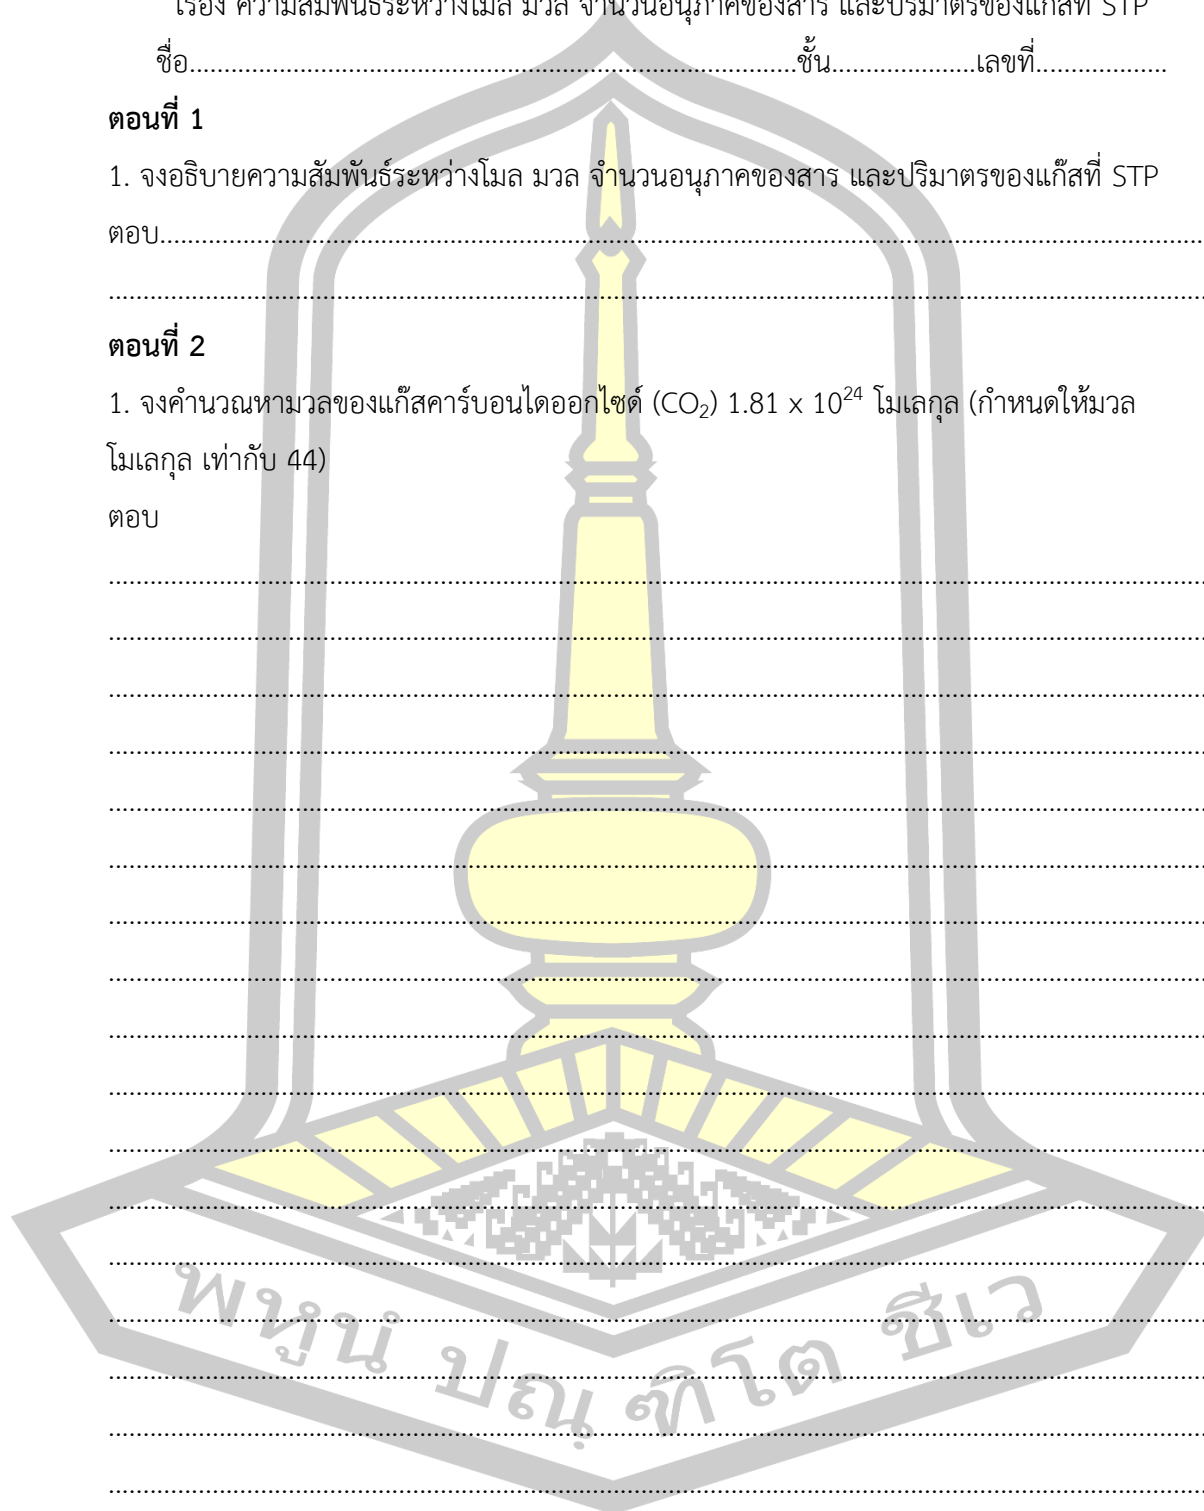 เรื่อง ความสัมพันธ์ระหว่างโมล มวล จำนวนอนุภาคของสาร และปริมาตรของแก๊สที่ STP
ชื่อ........................................................................................ชั้น.....................เลขที่...................
ตอนที่ 1
1. จงอธิบายความสัมพันธ์ระหว่างโมล มวล จำนวนอนุภาคของสาร และปริมาตรของแก๊สที่ STP
ตอบ........................................................................................................................................................
ตอนที่ 2
1. จงคำนวณหามวลของแก๊สคาร์บอนไดออกไซด์ (CO₂) 1.81 x 10²⁴ โมเลกุล (กำหนดให้มวล
โมเลกุล เท่ากับ 44)
ตอบ
พหูนํ ปณฺฑิโต ชีเว